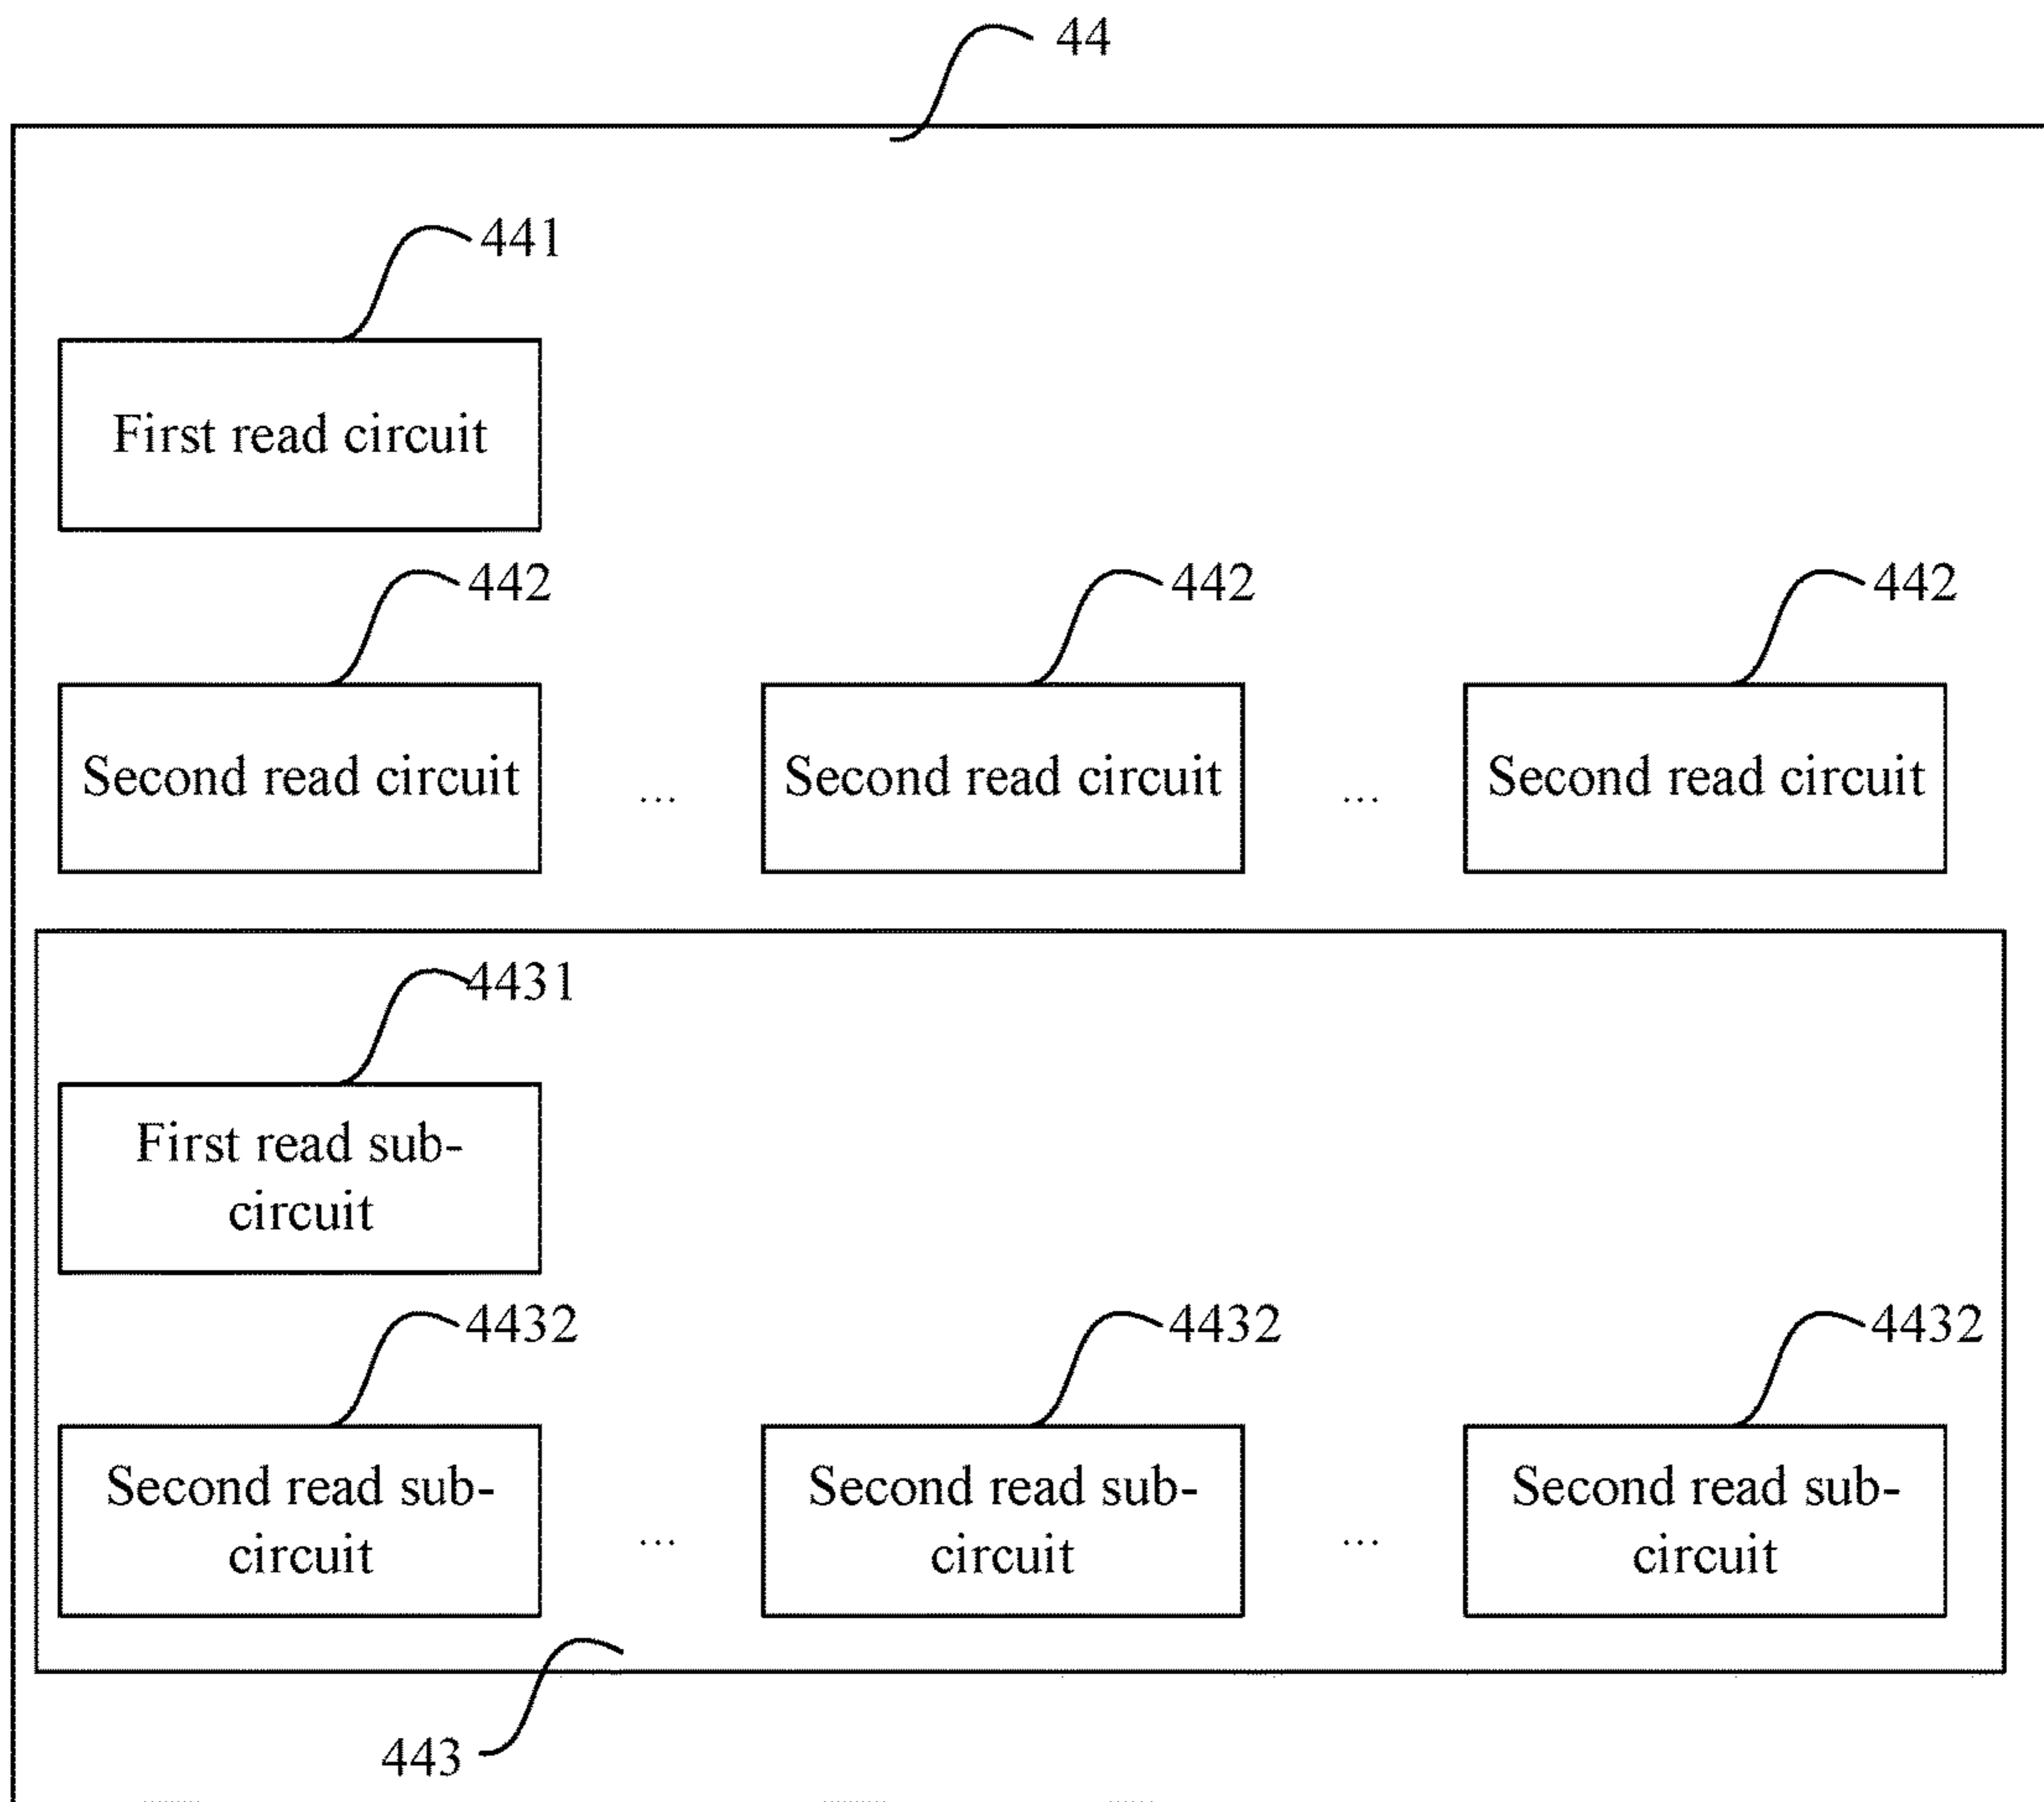 44
441
First read circuit
442
442
442
Second read circuit
...
Second read circuit
...
Second read circuit
4431
First read sub-
circuit
4432
4432
4432
Second read sub-
circuit
...
Second read sub-
circuit
...
Second read sub-
circuit
443